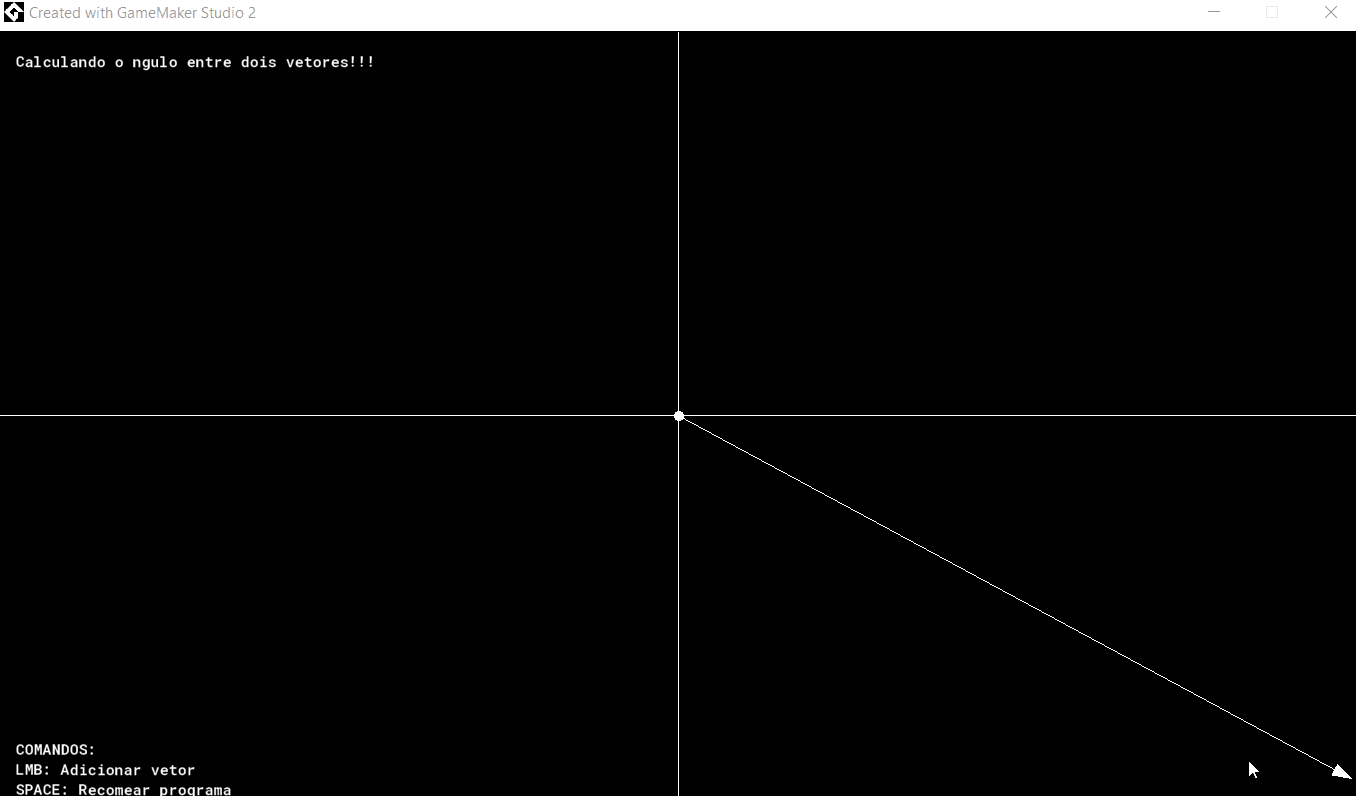 Created with GameMaker Studio 2
Calculando o ngulo entre dois vetores!!!
COMANDOS:
LMB: Adicionar vetor
SPACE: Recomear programa